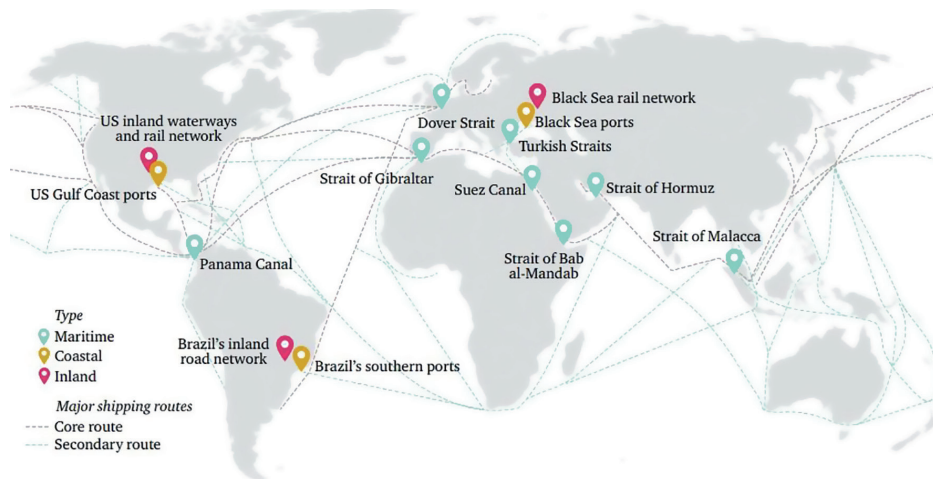 Black Sea rail network
Dover Strait
Black Sea ports
US inland waterways
and rail network
Turkish Straits
Strait of Gibraltar
US Gulf Coast ports
Suez Canal
Strait of Hormuz
Strait of Malacca
Panama Canal
Strait of Bab
al-Mandab
Type
Maritime
Coastal
Inland
Brazil's inland
road network
Brazil's southern ports
Major shipping routes
Core route
Secondary route